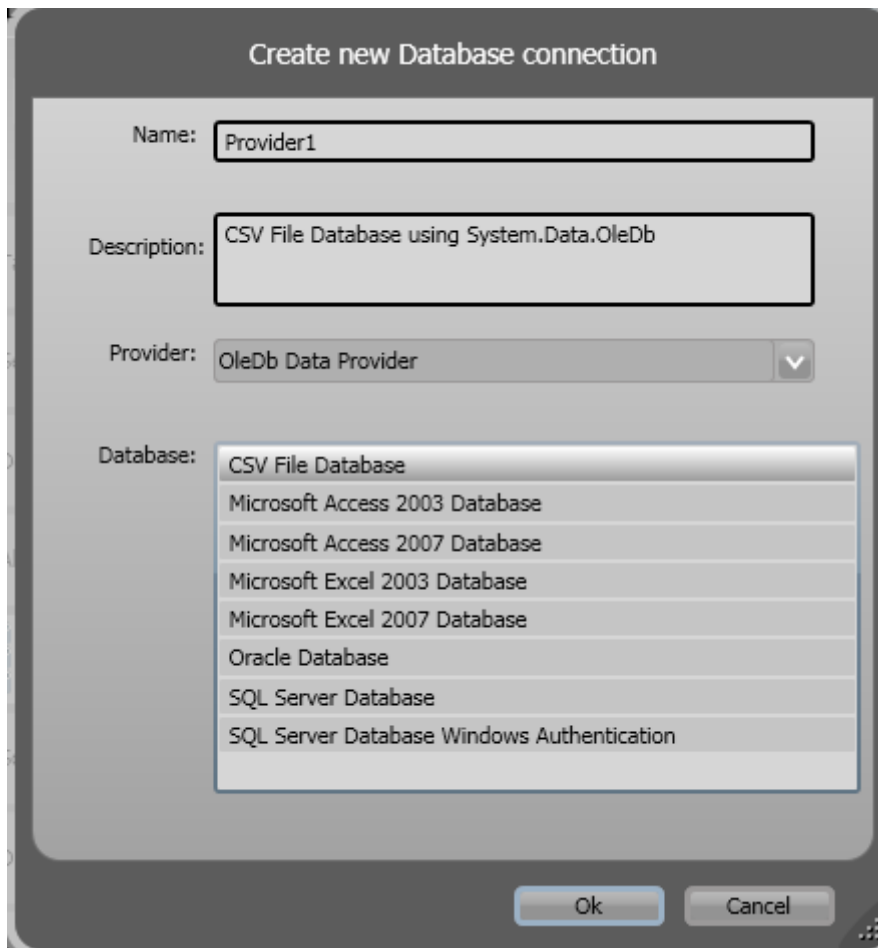 Create new Database connection
Name:
Provider1
Description:
CSV File Database using System.Data.OleDb
Provider:
OleDb Data Provider
Database:
CSV File Database
Microsoft Access 2003 Database
Microsoft Access 2007 Database
Microsoft Excel 2003 Database
Microsoft Excel 2007 Database
Oracle Database
SQL Server Database
SQL Server Database Windows Authentication
Ok
Cancel